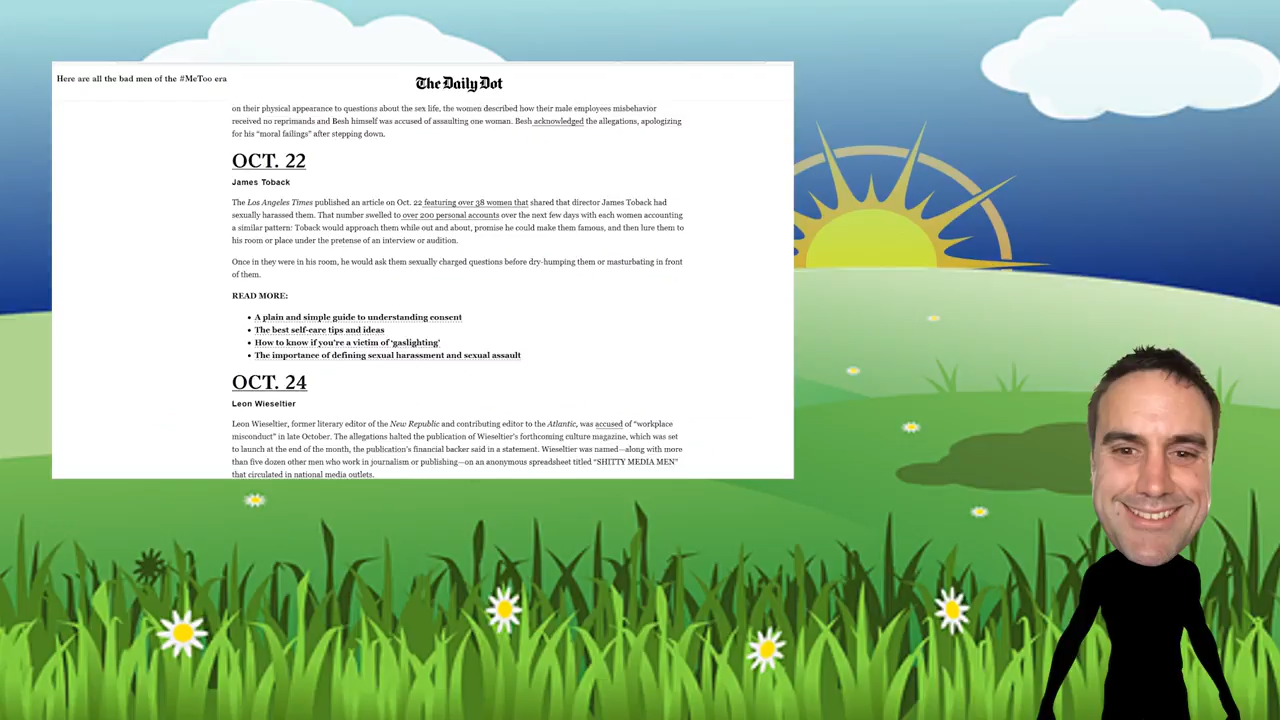 Here are all the bad men of the #MeToo era
The Daily Dot
on their physical appearance to questions about the sex life, the women described how their male employees misbehavior
received no reprimands and Besh himself was accused of assaulting one woman. Besh acknowledged the allegations, apologizing
for his “moral failings” after stepping down.
OCT. 22
James Toback
The Los Angeles Times published an article on Oct. 22 featuring over 38 women that shared that director James Toback had
sexually harassed them. That number swelled to over 200 personal accounts over the next few days with each women accounting
a similar pattern: Toback would approach them while out and about, promise he could make them famous, and then lure them to
his room or place under the pretense of an interview or audition.
Once in they were in his room, he would ask them sexually charged questions before dry-humping them or masturbating in front
of them.
READ MORE:
• A plain and simple guide to understanding consent
• The best self-care tips and ideas
• How to know if you’re a victim of ‘gaslighting’
• The importance of defining sexual harassment and sexual assault
OCT. 24
Leon Wieseltier
Leon Wieseltier, former literary editor of the New Republic and contributing editor to the Atlantic, was accused of “workplace
misconduct” in late October. The allegations halted the publication of Wieseltier’s forthcoming culture magazine, which was set
to launch at the end of the month, the publication’s financial backer said in a statement. Wieseltier was named—along with more
than five dozen other men who work in journalism or publishing—on an anonymous spreadsheet titled “SHITTY MEDIA MEN”
that circulated in national media outlets.